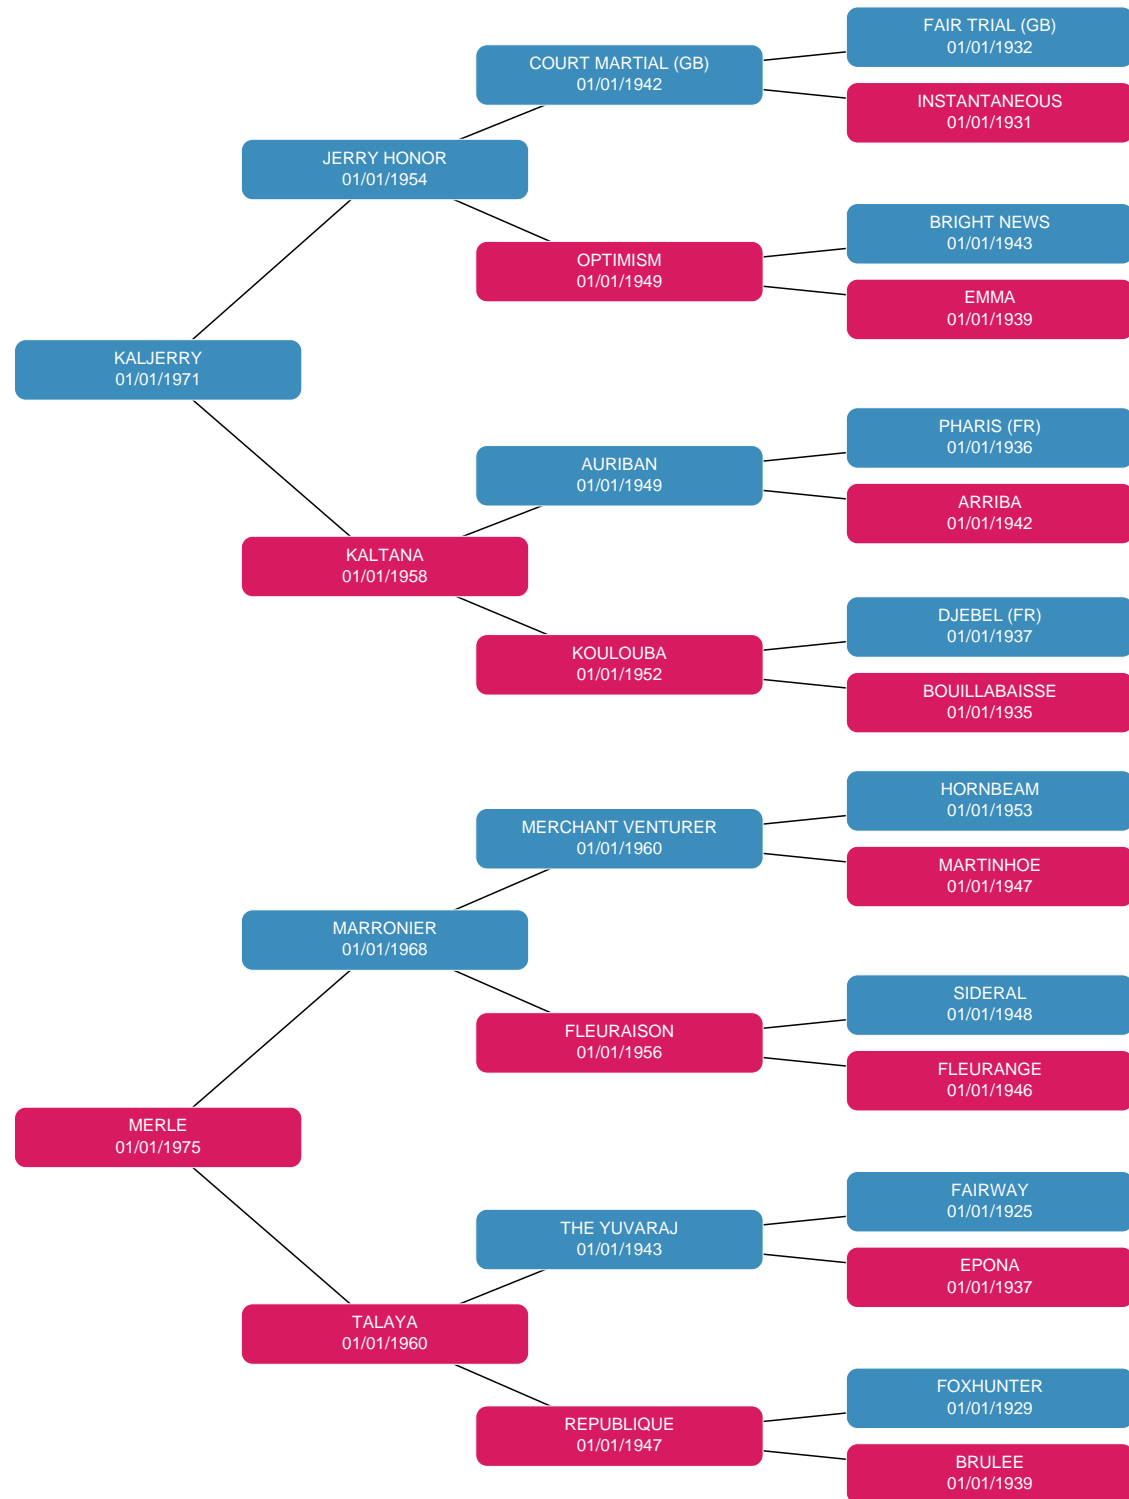 FAIR TRIAL (GB)
01/01/1932
COURT MARTIAL (GB)
01/01/1942
INSTANTANEOUS
01/01/1931
JERRY HONOR
01/01/1954
BRIGHT NEWS
01/01/1943
OPTIMISM
01/01/1949
EMMA
01/01/1939
KALJERRY
01/01/1971
PHARIS (FR)
01/01/1936
AURIBAN
01/01/1949
ARRIBA
01/01/1942
KALTANA
01/01/1958
DJEBEL (FR)
01/01/1937
KOULOUBA
01/01/1952
BOUILLABAISSE
01/01/1935
HORNBEAM
01/01/1953
MERCHANT VENTURER
01/01/1960
MARTINHOE
01/01/1947
MARRONIER
01/01/1968
SIDERAL
01/01/1948
FLEURAISON
01/01/1956
FLEURANGE
01/01/1946
MERLE
01/01/1975
FAIRWAY
01/01/1925
THE YUVARAJ
01/01/1943
EPONA
01/01/1937
TALAYA
01/01/1960
FOXHUNTER
01/01/1929
REPUBLIQUE
01/01/1947
BRULEE
01/01/1939